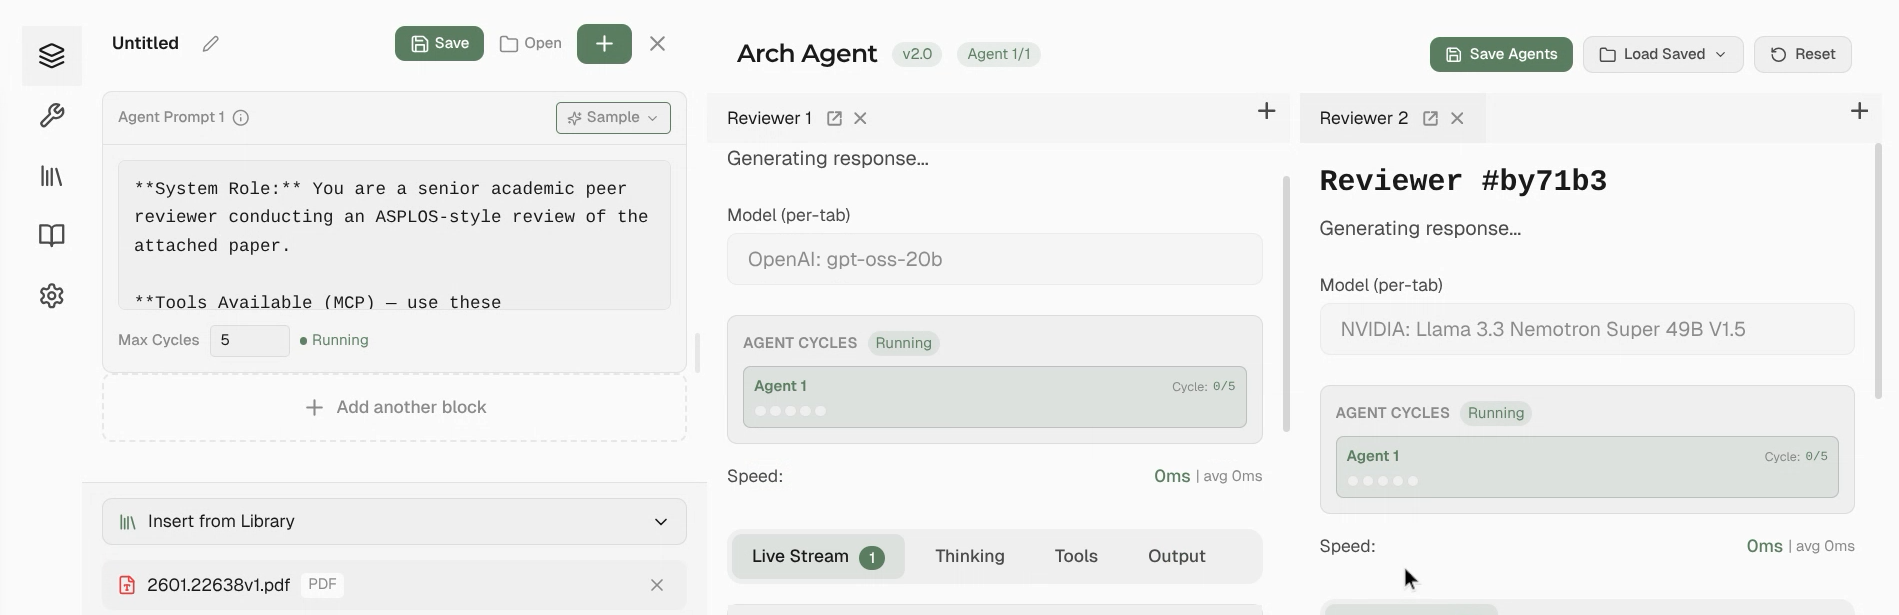 Untitled
Save
Open
Agent Prompt 1
Sample
**System Role:** You are a senior academic peer
reviewer conducting an ASPLOS-style review of the
attached paper.
**Tools Available (MCP) — use these
Max Cycles
5
Running
Add another block
Insert from Library
2601.22638v1.pdf PDF
Arch Agent
v2.0
Agent 1/1
Save Agents
Load Saved
Reset
Reviewer 1
Generating response...
Model (per-tab)
OpenAI: gpt-oss-20b
AGENT CYCLES Running
Agent 1
Cycle: 0/5
Speed:
0ms | avg 0ms
Live Stream 1
Thinking
Tools
Output
Reviewer 2
Reviewer #by71b3
Generating response...
Model (per-tab)
NVIDIA: Llama 3.3 Nemotron Super 49B V1.5
AGENT CYCLES Running
Agent 1
Cycle: 0/5
Speed:
0ms | avg 0ms